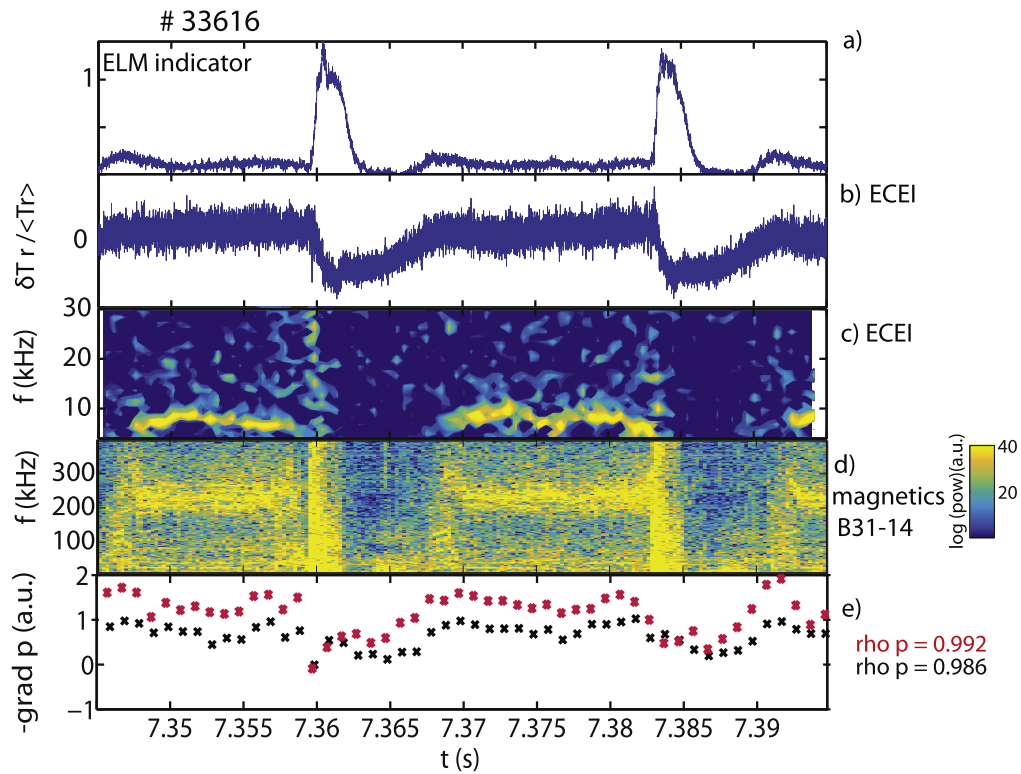 # 33616
a)
ELM indicator
1
b) ECEI
δT r /<Tr>
0
30
c) ECEI
f (kHz)
20
10
d)
magnetics
B31-14
f (kHz)
300
200
100
2
log (pow)(a.u.)
40
20
e)
-grad p (a.u.)
2
1
0
−1
rho p = 0.992
rho p = 0.986
7.35 7.355 7.36 7.365 7.37 7.375 7.38 7.385 7.39
t (s)